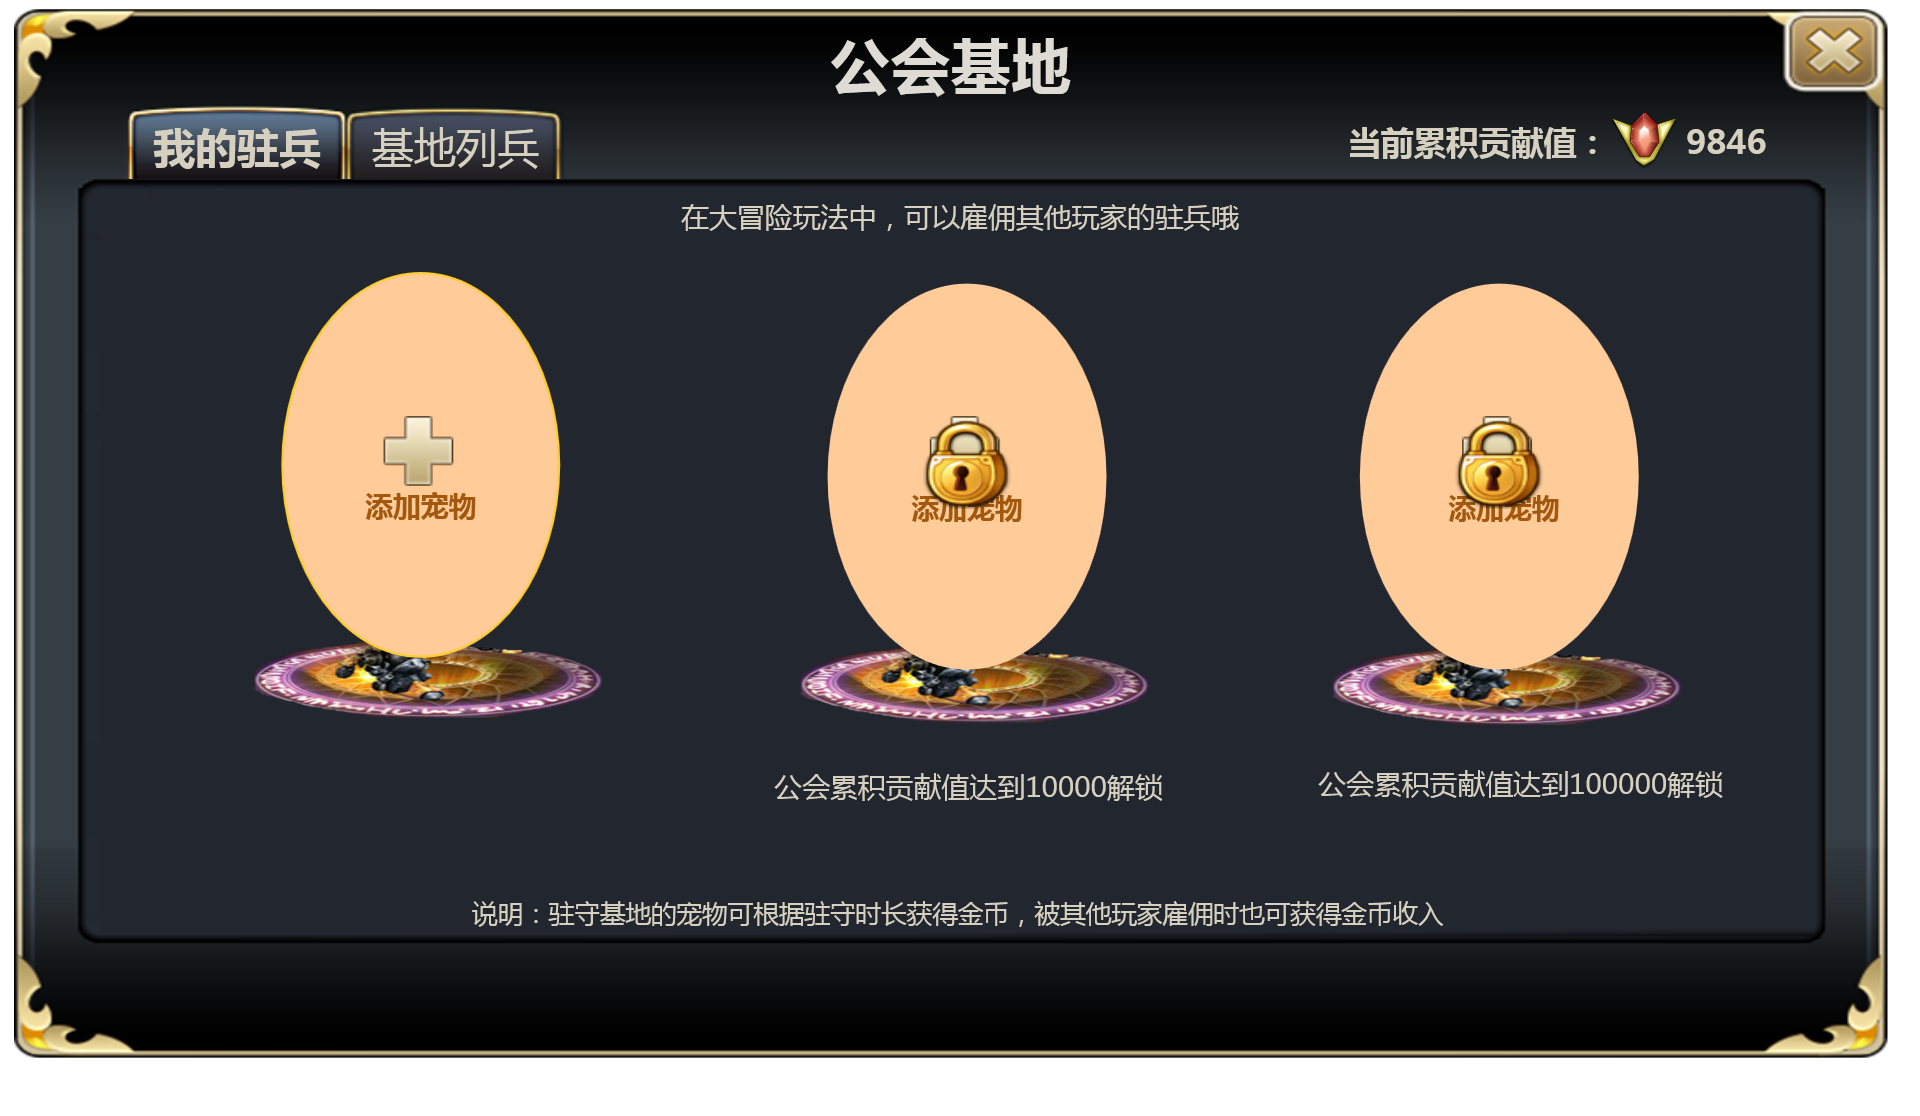 公会基地
我的驻兵 基地列兵
当前累积贡献值： 9846
在大冒险玩法中，可以雇佣其他玩家的驻兵哦
添加宠物 添加宠物 添加宠物
公会累积贡献值达到10000解锁 公会累积贡献值达到100000解锁
说明：驻守基地的宠物可根据驻守时长获得金币，被其他玩家雇佣时也可获得金币收入